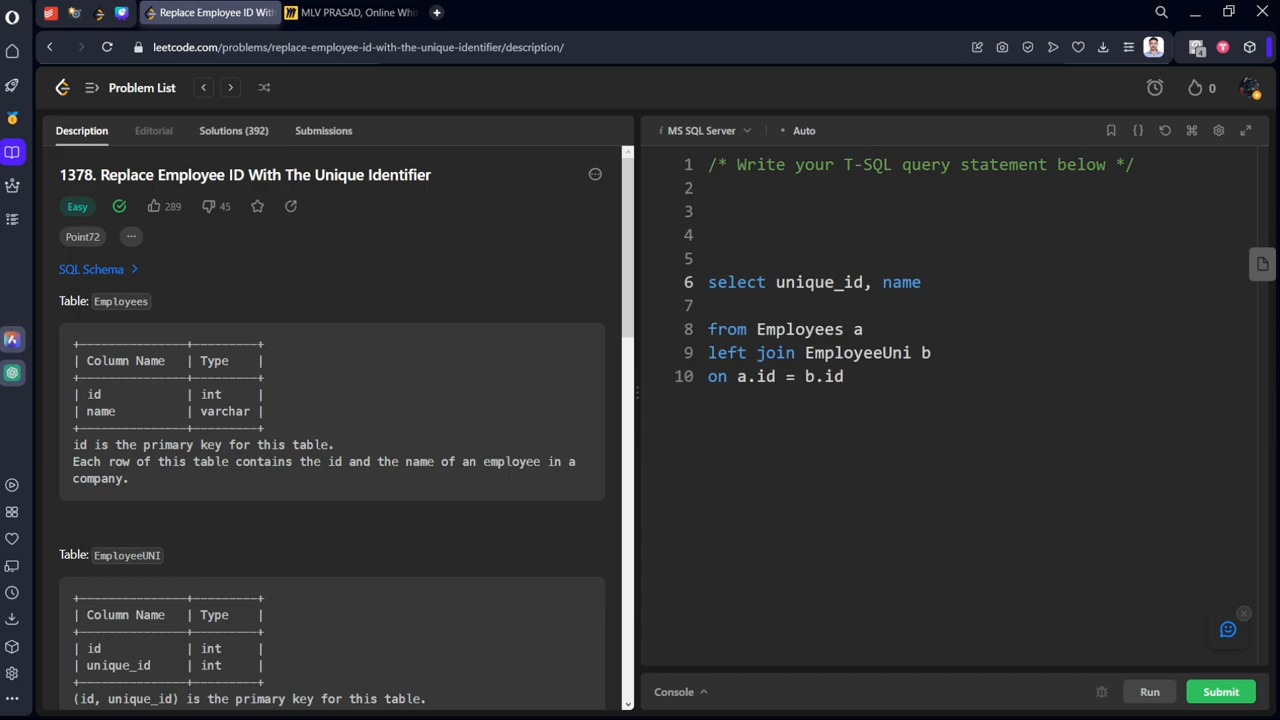 Replace Employee ID With
MLV PRASAD, Online Whi
leetcode.com/problems/replace-employee-id-with-the-unique-identifier/description/
4
Problem List
0
Description Editorial Solutions (392) Submissions
1378. Replace Employee ID With The Unique Identifier
Easy 289 45
Point72 ...
SQL Schema >
Table: Employees
+---------------+---------+
| Column Name | Type |
+---------------+---------+
| id | int |
| name | varchar |
+---------------+---------+
id is the primary key for this table.
Each row of this table contains the id and the name of an employee in a
company.
Table: EmployeeUNI
+---------------+---------+
| Column Name | Type |
+---------------+---------+
| id | int |
| unique_id | int |
+---------------+---------+
(id, unique_id) is the primary key for this table.
i MS SQL Server • Auto
1 /* Write your T-SQL query statement below */
2
3
4
5
6 select unique_id, name
7
8 from Employees a
9 left join EmployeeUni b
10 on a.id = b.id
Console Run Submit